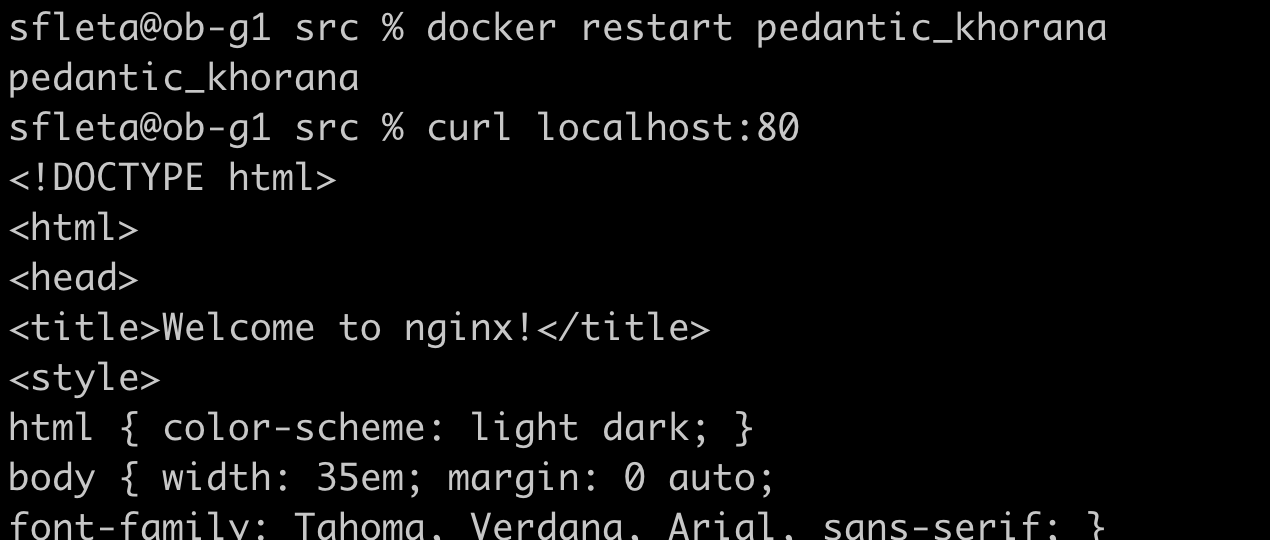 sfleta@ob-g1 src % docker restart pedantic_khorana
pedantic_khorana
sfleta@ob-g1 src % curl localhost:80
<!DOCTYPE html>
<html>
<head>
<title>Welcome to nginx!</title>
<style>
html { color-scheme: light dark; }
body { width: 35em; margin: 0 auto;
font-family: Tahoma, Verdana, Arial, sans-serif; }